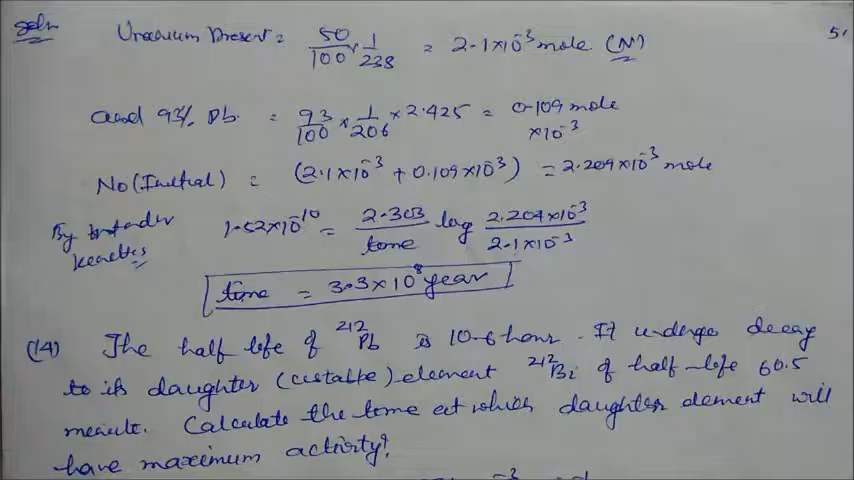 Soln Uranium Present = 50/100 × 1/238 = 2.1×10⁻³ mole (N) 5
and 93% Pb = 93/100 × 1/206 × 2.425 = 0.109 mole
×10⁻³
No (Initial) = (2.1×10⁻³ + 0.109×10⁻³) = 2.209×10⁻³ mole
By Ist order 1.52×10⁻¹⁰ = 2.303/time log 2.209×10⁻³/2.1×10⁻³
kenetics
time = 3.3×10⁸ year
(14) The half life of ²¹²Pb is 10.6 hour. It undergo decay
to its daughter (unstable) element ²¹²Bi of half-life 60.5
minute. Calculate the time at which daughter element will
have maximum activity?